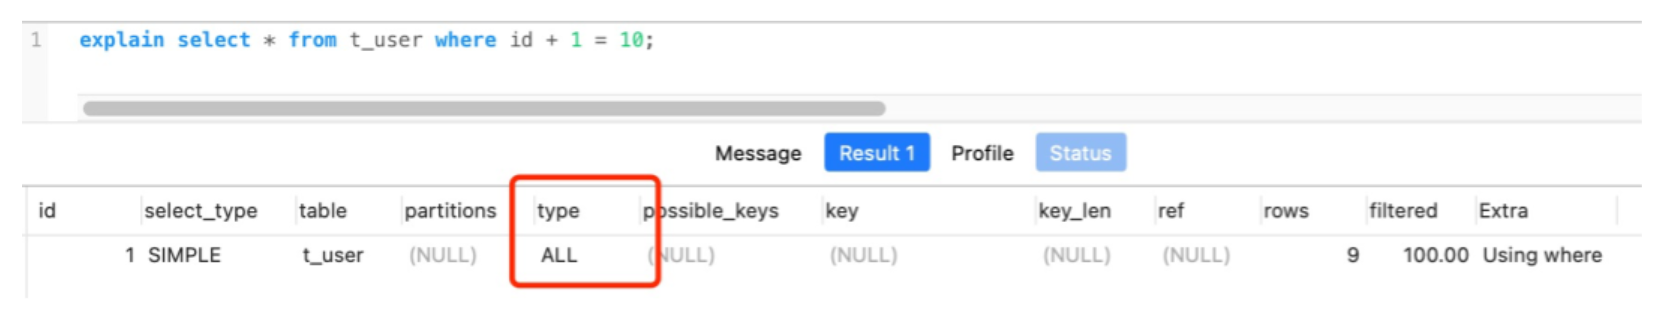 1 explain select * from t_user where id + 1 = 10;
Message Result 1 Profile Status
id select_type table partitions type possible_keys key key_len ref rows filtered Extra
1 SIMPLE t_user (NULL) ALL (NULL) (NULL) (NULL) (NULL) 9 100.00 Using where